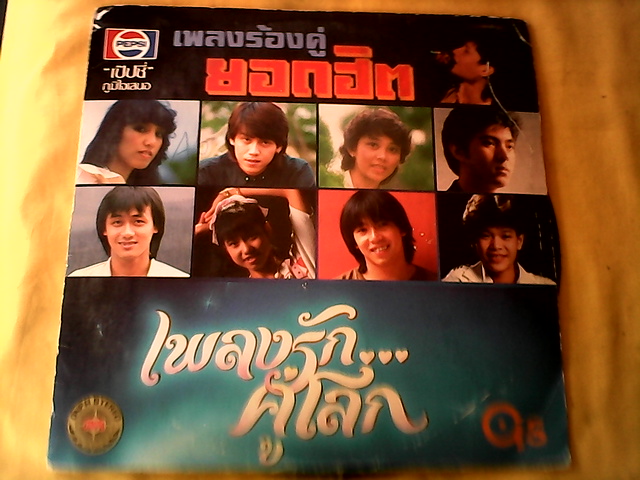 PEPSI
เพลงร้องคู่
"เป๊ปซี่"
ภูมิใจเสนอ
ยอดฮิต
เพลงรัก...
คู่โลก